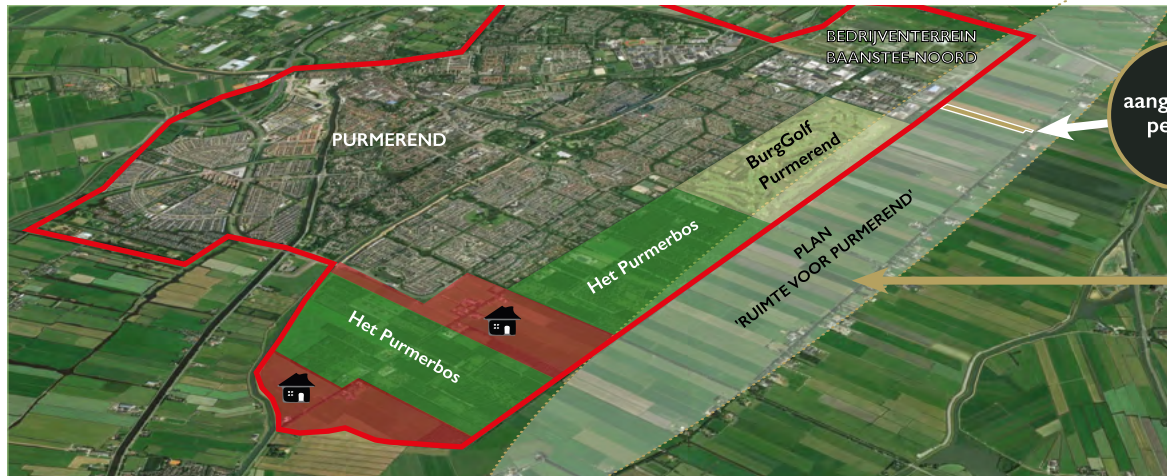 BEDRIJVENTERREIN
BAANSTEE-NOORD
PURMEREND
BurgGolf
Purmerend
Het Purmerbos
PLAN
'RUIMTE VOOR PURMEREND'
Het Purmerbos